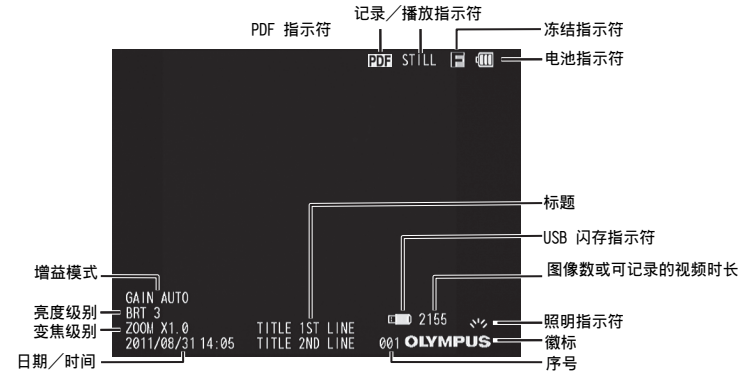 记录／播放指示符
PDF 指示符
冻结指示符
PDF STILL F
电池指示符
标题
USB 闪存指示符
图像数或可记录的视频时长
增益模式
GAIN AUTO
亮度级别
BRT 3
2155
照明指示符
变焦级别
ZOOM X1.0
TITLE 1ST LINE
徽标
2011/08/31 14:05
TITLE 2ND LINE
001 OLYMPUS
日期／时间
序号